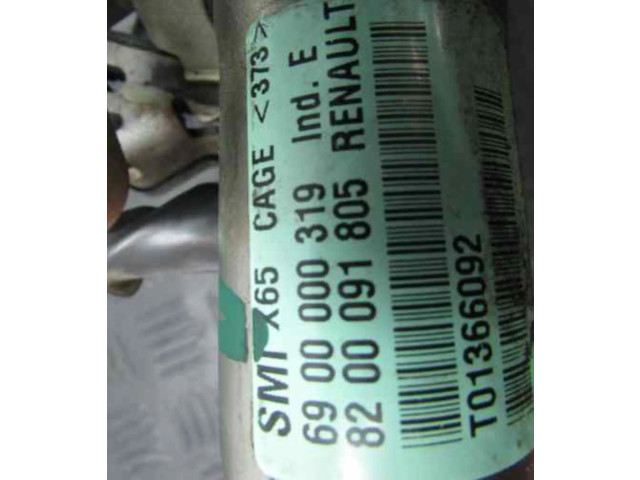 SMI X65 CAGE <373>
69 00 000 319 Ind. E
82 00 091 805 RENAULT
T01366092